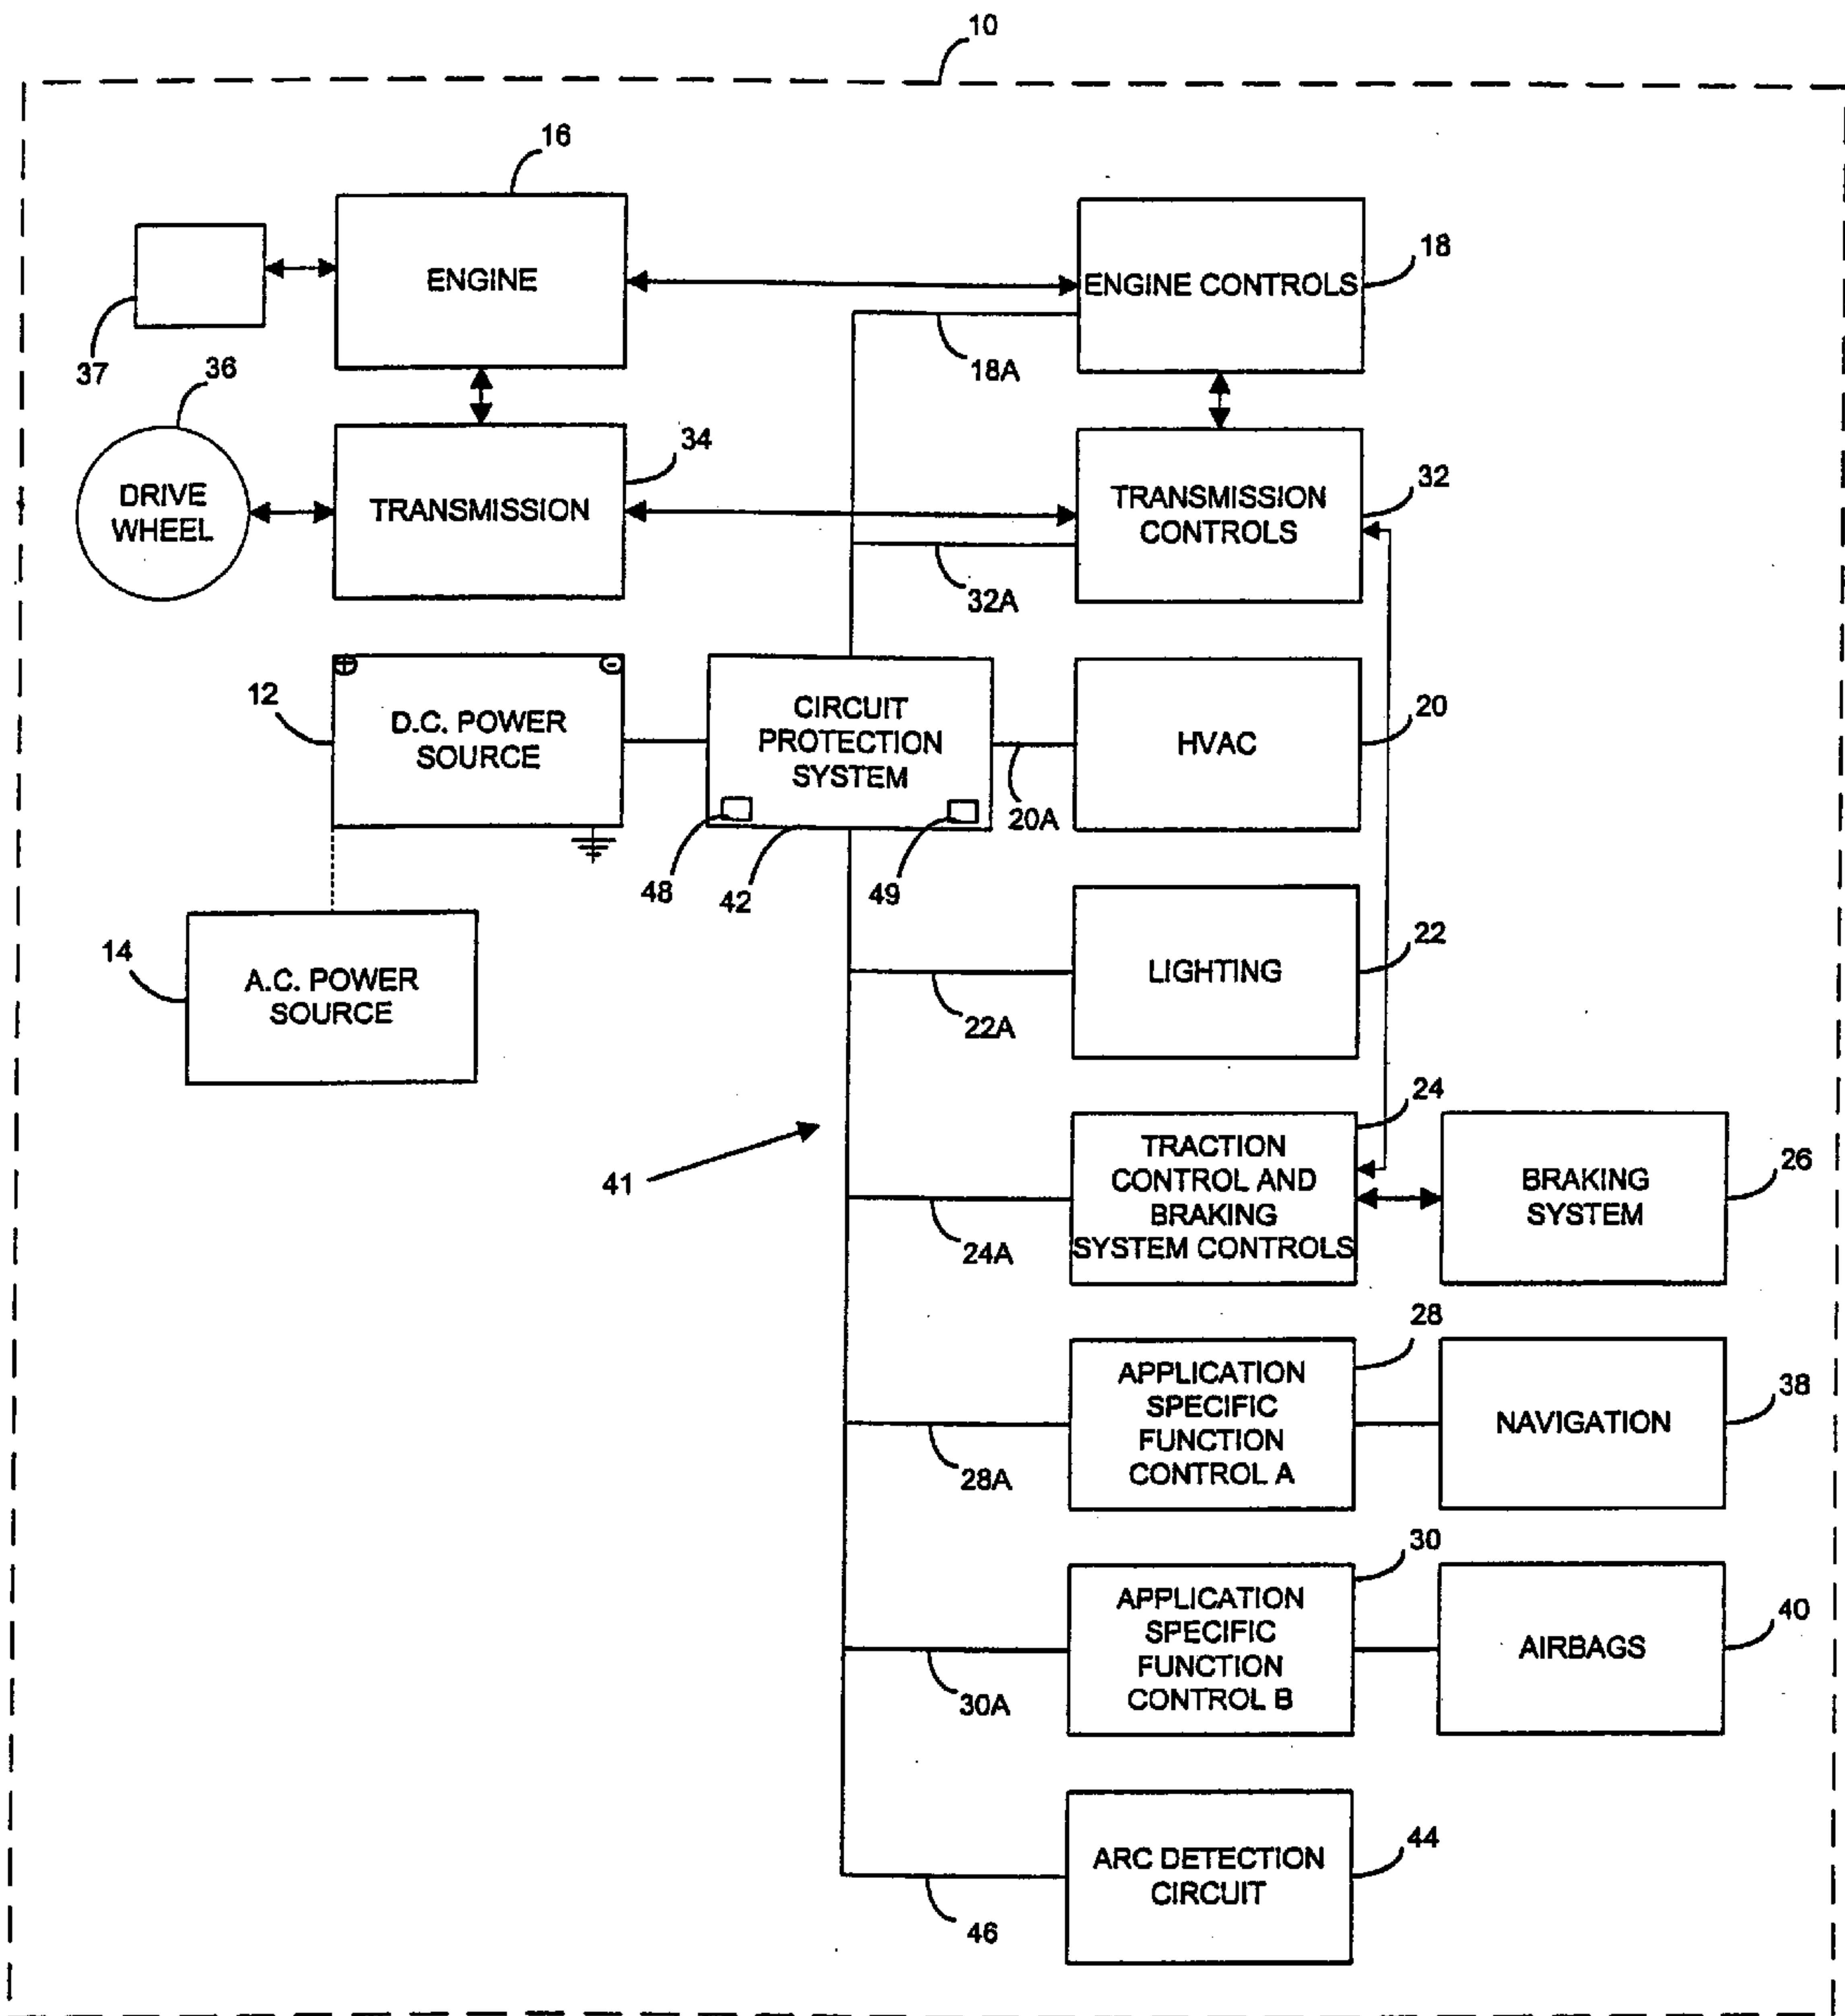 10
16
ENGINE
ENGINE CONTROLS
18
37
18A
36
34
DRIVE
WHEEL
TRANSMISSION
TRANSMISSION
CONTROLS
32
32A
12
+
-
D.C. POWER
SOURCE
CIRCUIT
PROTECTION
SYSTEM
HVAC
20
20A
48
42
49
14
A.C. POWER
SOURCE
LIGHTING
22
22A
24
41
TRACTION
CONTROL AND
BRAKING
SYSTEM CONTROLS
BRAKING
SYSTEM
26
24A
28
APPLICATION
SPECIFIC
FUNCTION
CONTROL A
NAVIGATION
38
28A
30
APPLICATION
SPECIFIC
FUNCTION
CONTROL B
AIRBAGS
40
30A
ARC DETECTION
CIRCUIT
44
46